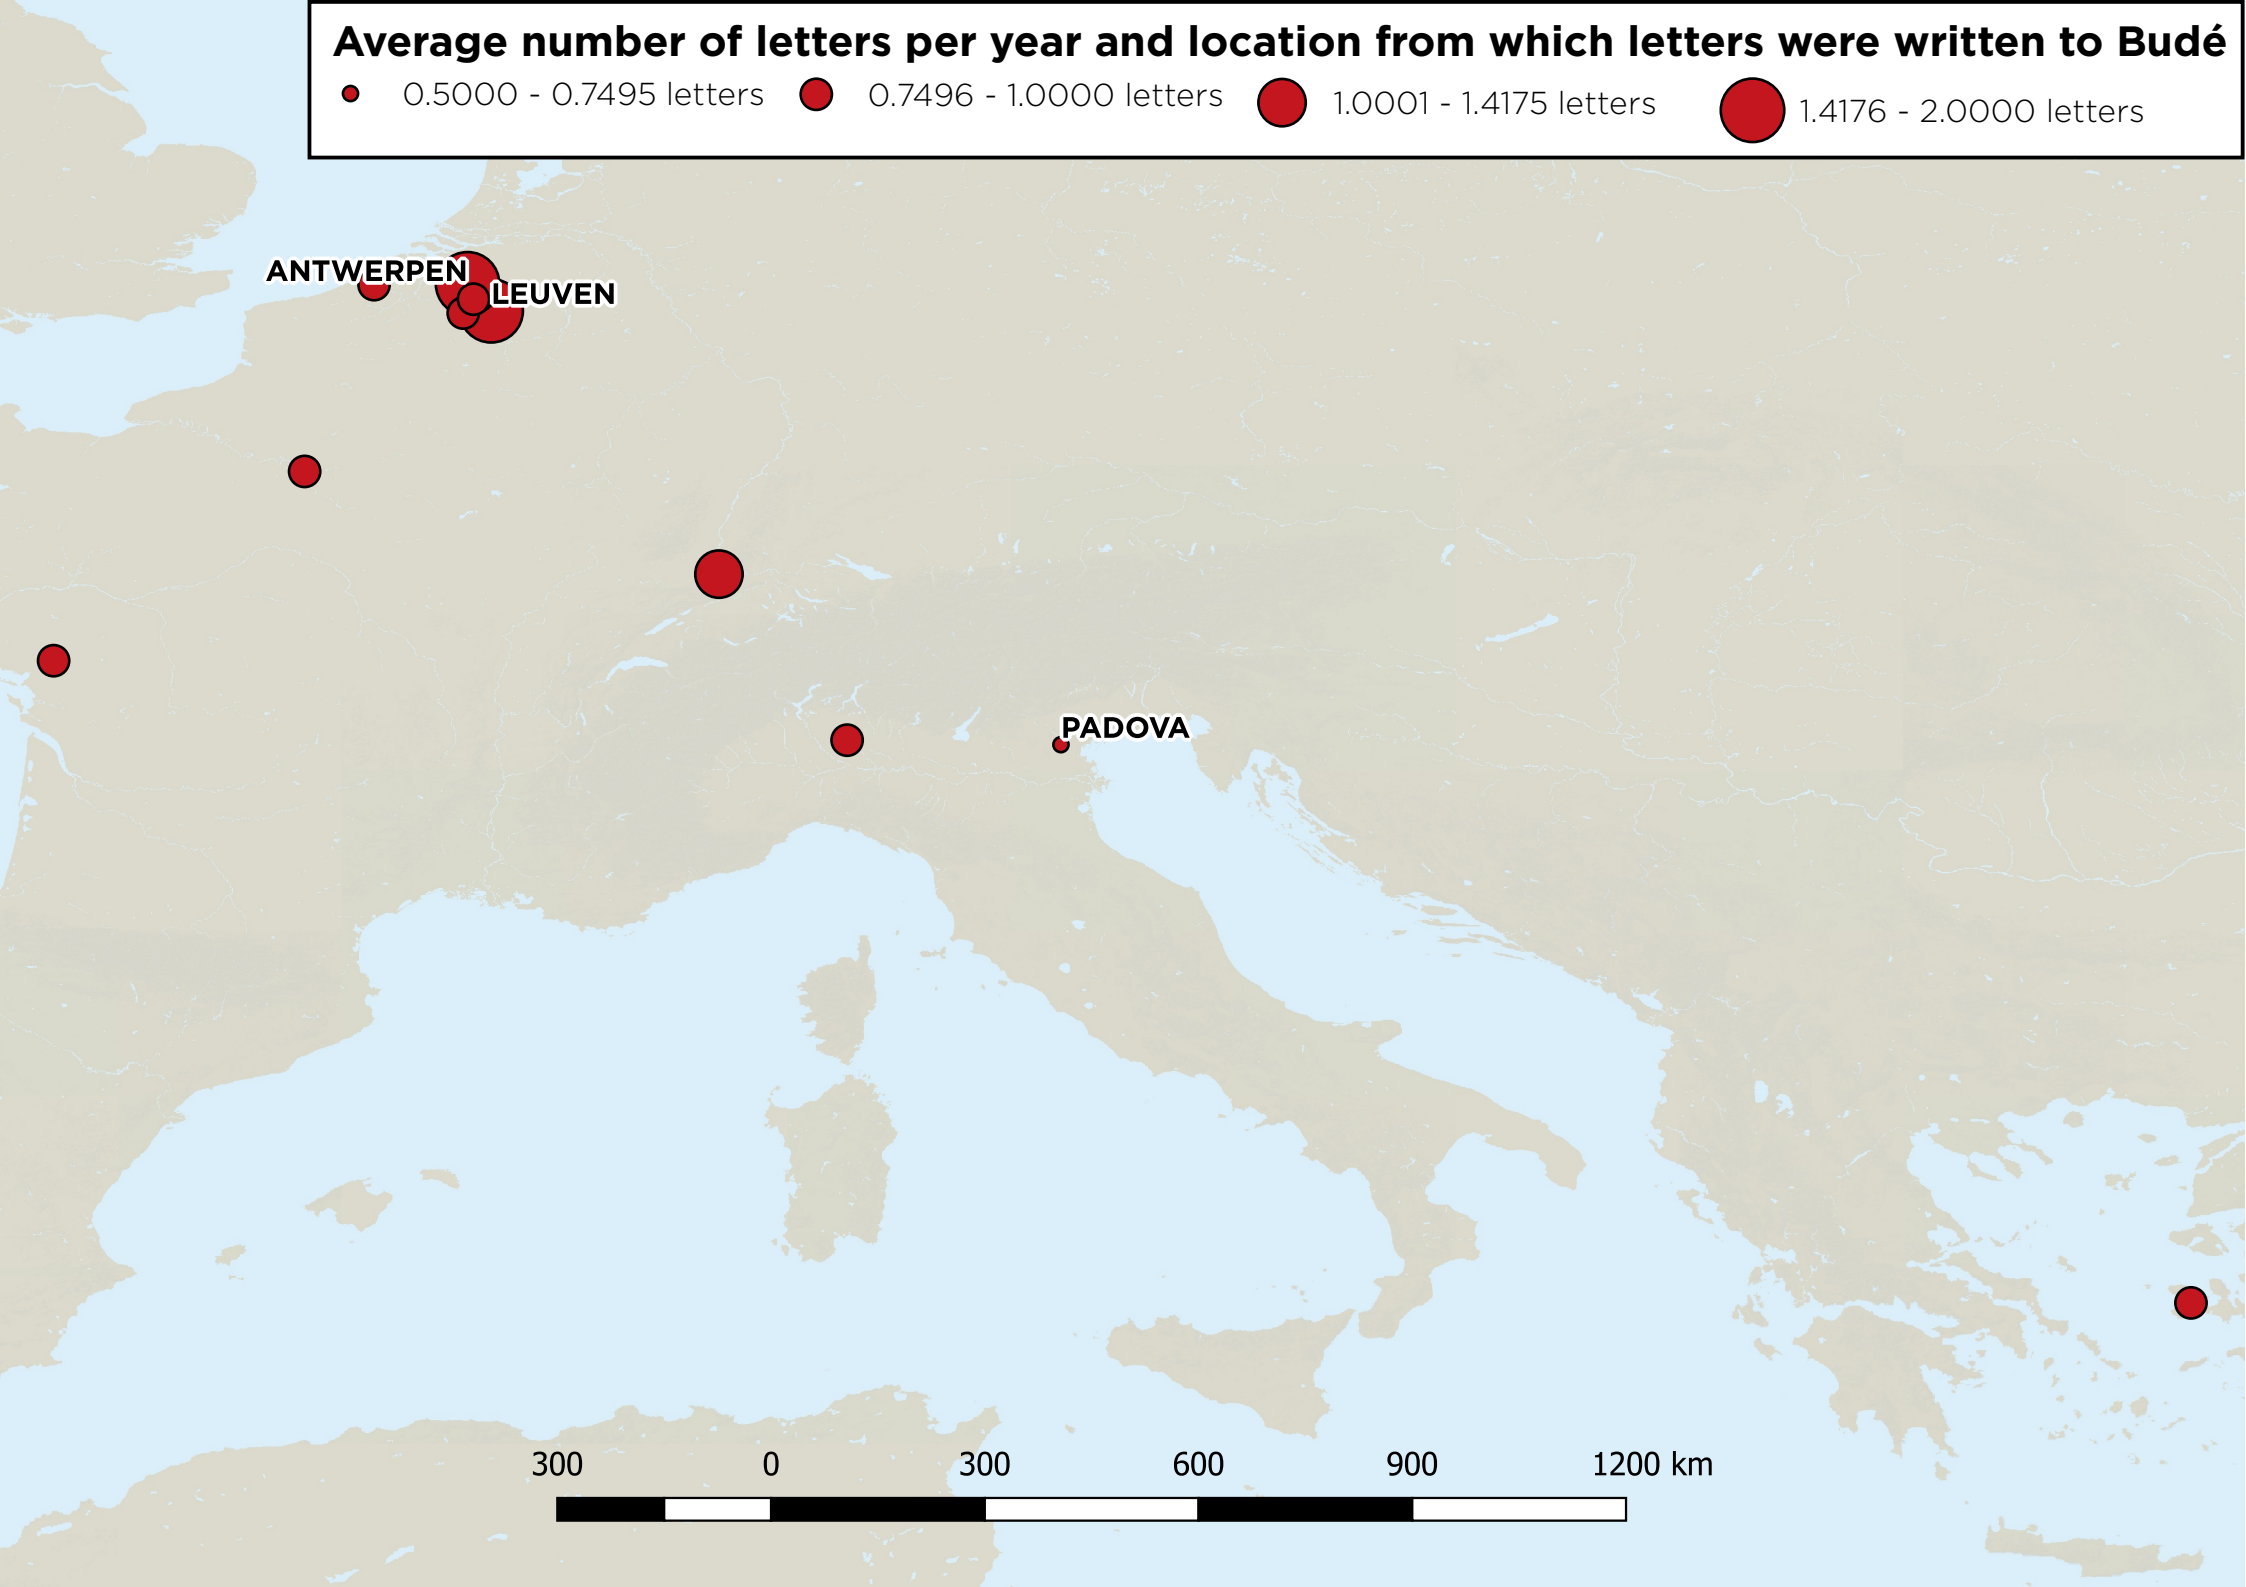 Average number of letters per year and location from which letters were written to Budé
0.5000 - 0.7495 letters 0.7496 - 1.0000 letters 1.0001 - 1.4175 letters 1.4176 - 2.0000 letters
ANTWERPEN
LEUVEN
PADOVA
300 0 300 600 900 1200 km